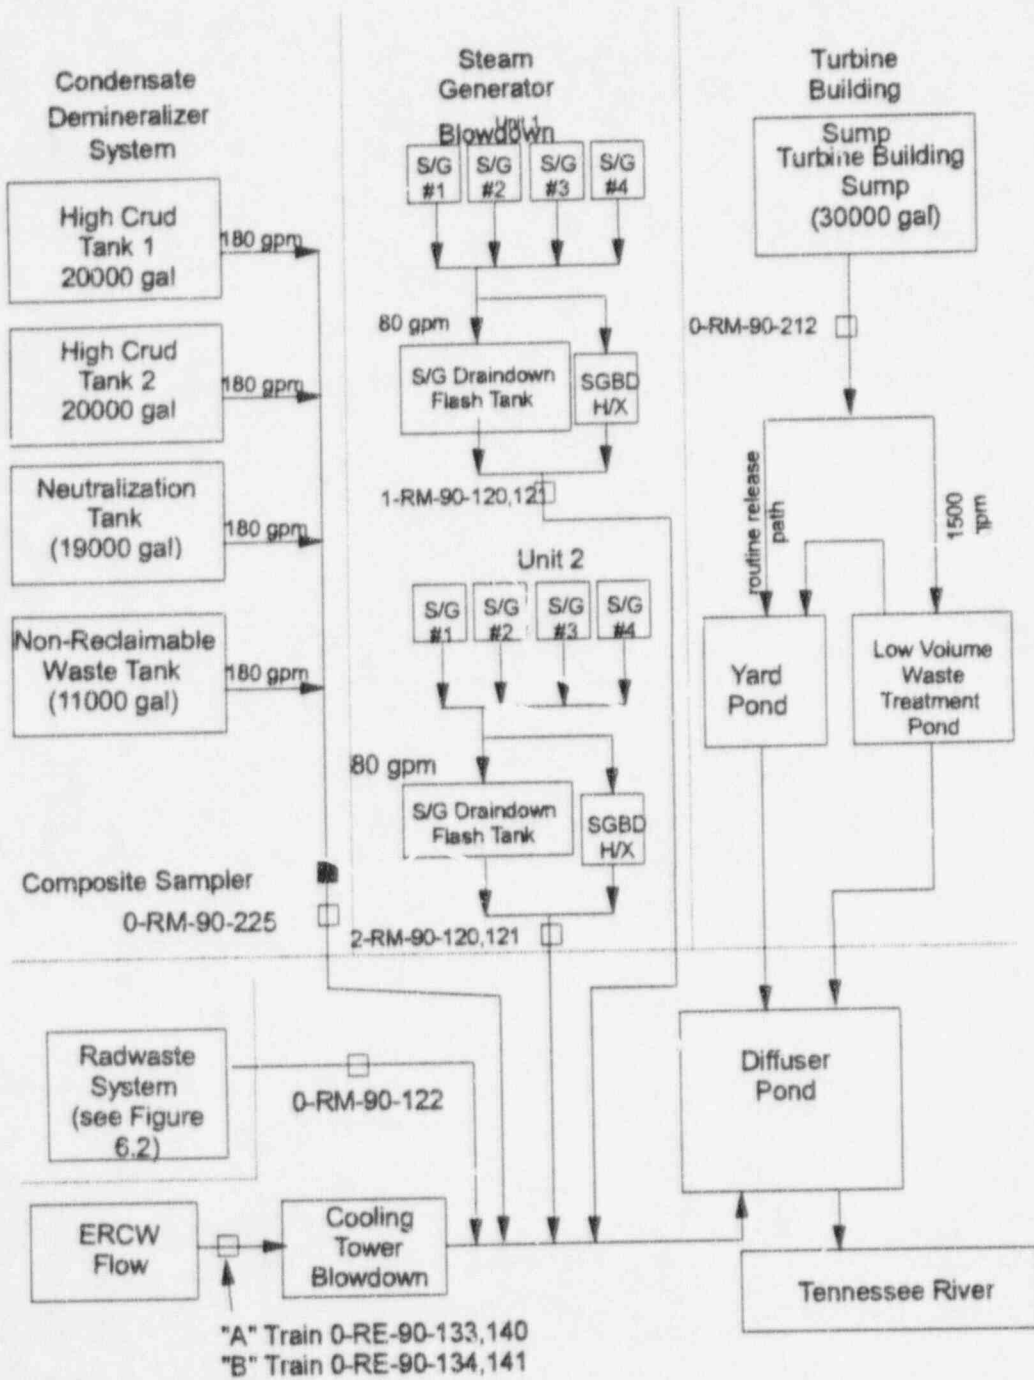 Condensate
Demineralizer
System
High Crud
Tank 1
20000 gal
180 gpm
High Crud
Tank 2
20000 gal
180 gpm
Neutralization
Tank
(19000 gal)
180 gpm
Non-Reclaimable
Waste Tank
(11000 gal)
180 gpm
Composite Sampler
0-RM-90-225
Steam
Generator
Blowdown
Unit 1
S/G
#1
S/G
#2
S/G
#3
S/G
#4
80 gpm
S/G Draindown
Flash Tank
SGBD
H/X
1-RM-90-120,121
Unit 2
S/G
#1
S/G
#2
S/G
#3
S/G
#4
80 gpm
S/G Draindown
Flash Tank
SGBD
H/X
2-RM-90-120,121
Turbine
Building
Sump
Turbine Building
Sump
(30000 gal)
0-RM-90-212
routine release
path
1500
Yard
Pond
Low Volume
Waste
Treatment
Pond
Radwaste
System
(see Figure
6.2)
0-RM-90-122
Diffuser
Pond
ERCW
Flow
Cooling
Tower
Blowdown
Tennessee River
"A" Train 0-RE-90-133,140
"B" Train 0-RE-90-134,141